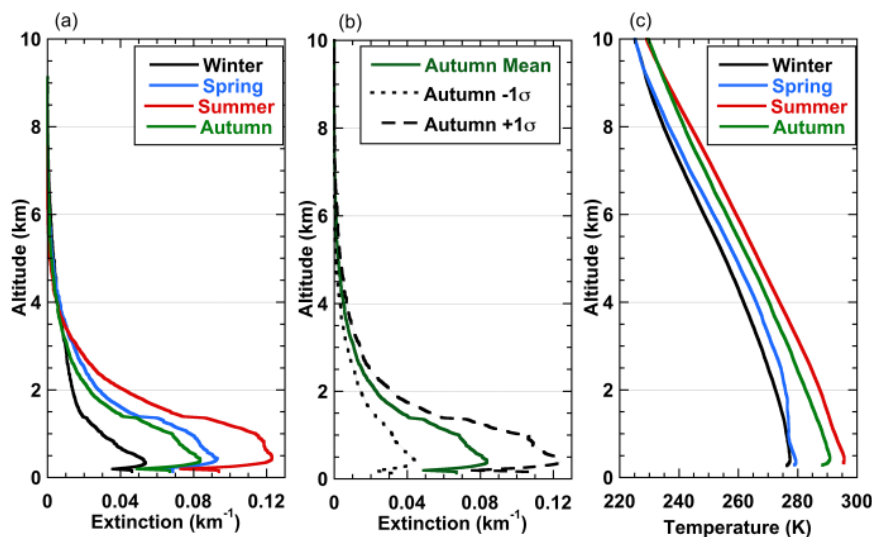 (a)
(b)
(c)
10
8
6
4
2
0
Altitude (km)
Winter
Spring
Summer
Autumn
0
0.04
0.08
0.12
Extinction (km⁻¹)
10
8
6
4
2
0
Altitude (km)
Autumn Mean
Autumn -1σ
Autumn +1σ
0
0.04
0.08
0.12
Extinction (km⁻¹)
10
8
6
4
2
0
Altitude (km)
Winter
Spring
Summer
Autumn
220
240
260
280
300
Temperature (K)